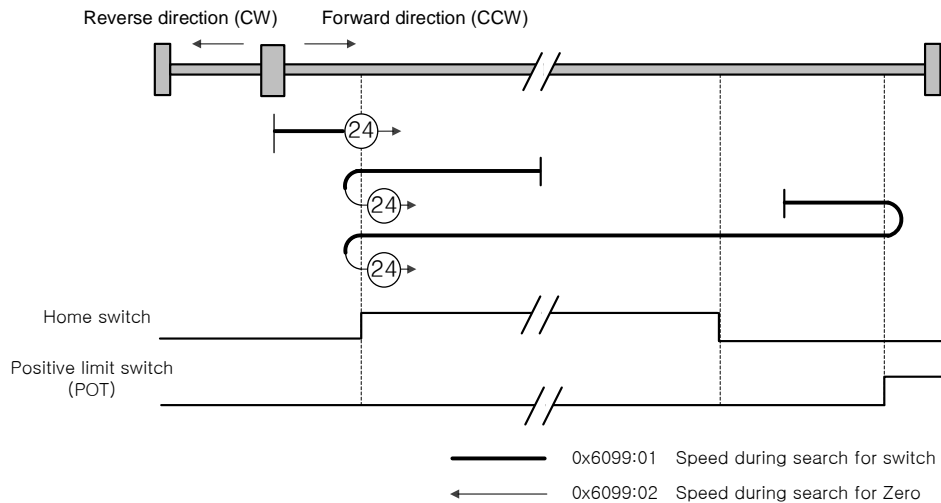 Reverse direction (CW) Forward direction (CCW)
24
24
24
Home switch
Positive limit switch
(POT)
0x6099:01 Speed during search for switch
0x6099:02 Speed during search for Zero